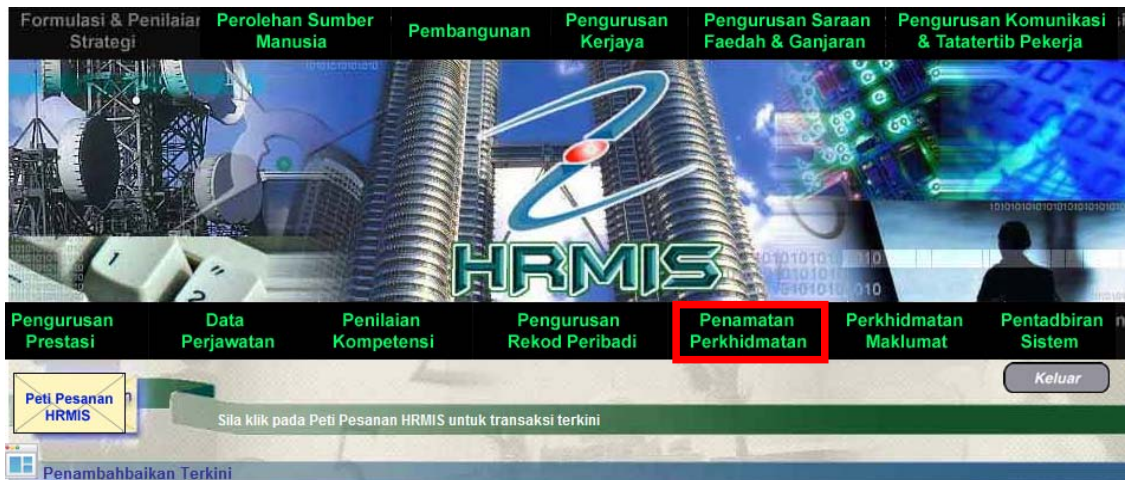 Formulasi & Penilaian
Strategi
Perolehan Sumber
Manusia
Pembangunan
Pengurusan
Kerjaya
Pengurusan Saraan
Faedah & Ganjaran
Pengurusan Komunikasi
& Tatatertib Pekerja
HRMIS
Pengurusan
Prestasi
Data
Perjawatan
Penilaian
Kompetensi
Pengurusan
Rekod Peribadi
Penamatan
Perkhidmatan
Perkhidmatan
Maklumat
Pentadbiran
Sistem
Peti Pesanan
HRMIS
Keluar
Sila klik pada Peti Pesanan HRMIS untuk transaksi terkini
Penambahbaikan Terkini